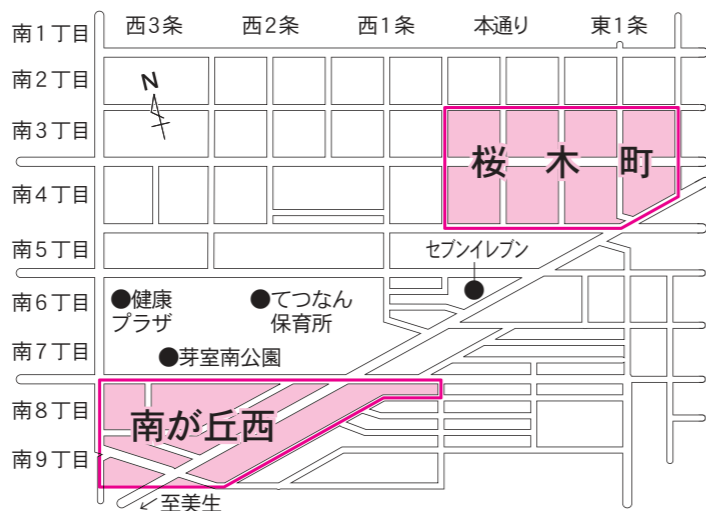 西3条 西2条 西1条 本通り 東1条
南1丁目
南2丁目
N
南3丁目
桜木町
南4丁目
南5丁目
セブンイレブン
南6丁目
●健康
プラザ
●てつなん
保育所
南7丁目
●芽室南公園
南8丁目
南が丘西
南9丁目
至美生